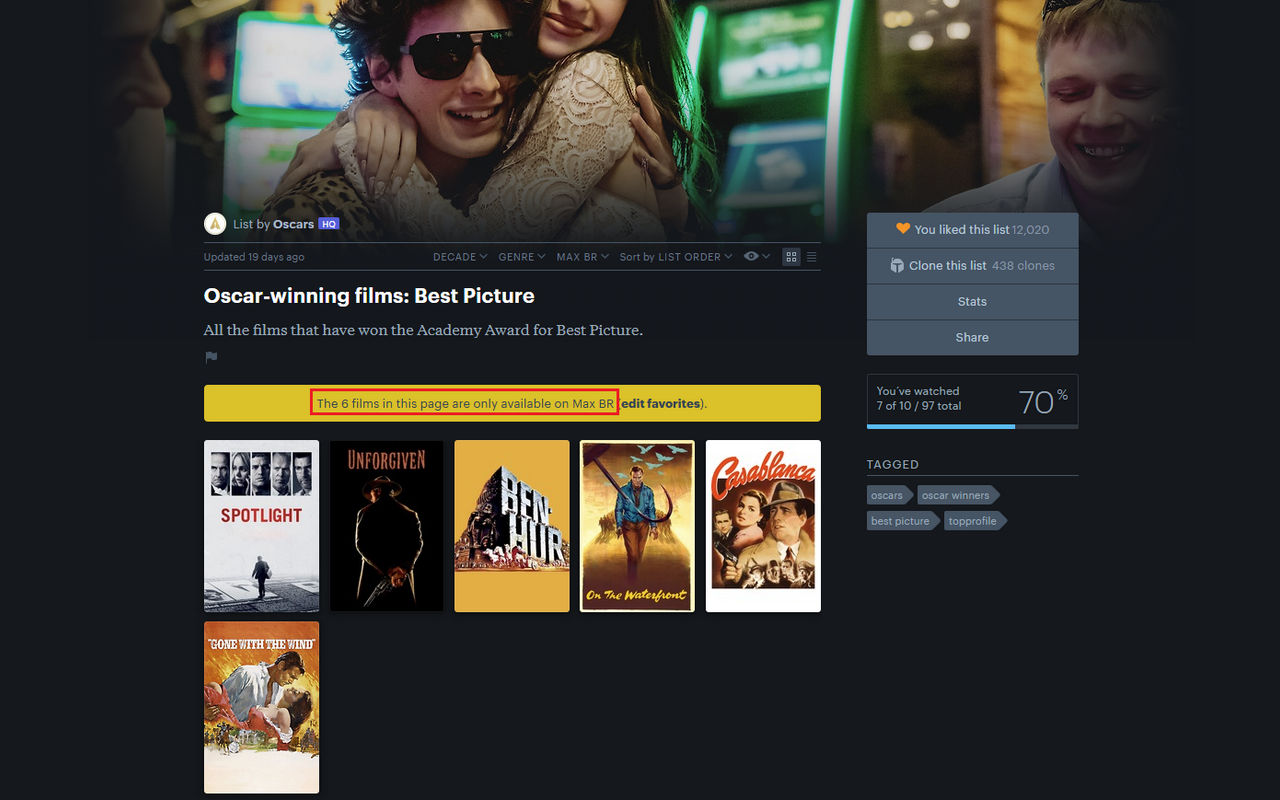 List by Oscars HQ
Updated 19 days ago
DECADE GENRE MAX BR Sort by LIST ORDER
Oscar-winning films: Best Picture
All the films that have won the Academy Award for Best Picture.
The 6 films in this page are only available on Max BR (edit favorites).
SPOTLIGHT
UNFORGIVEN
BEN-HUR
On The Waterfront
Casablanca
"GONE WITH THE WIND"
You liked this list 12,020
Clone this list 438 clones
Stats
Share
You've watched
7 of 10 / 97 total
70%
TAGGED
oscars oscar winners
best picture topprofile